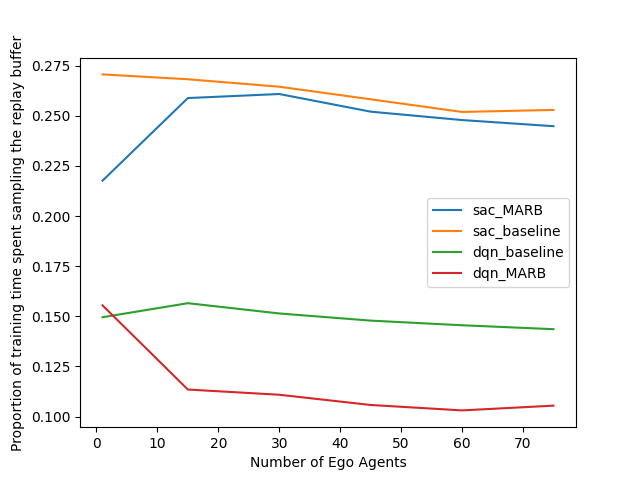 Proportion of training time spent sampling the replay buffer
0.275
0.250
0.225
0.200
0.175
0.150
0.125
0.100
sac_MARB
sac_baseline
dqn_baseline
dqn_MARB
0 10 20 30 40 50 60 70
Number of Ego Agents